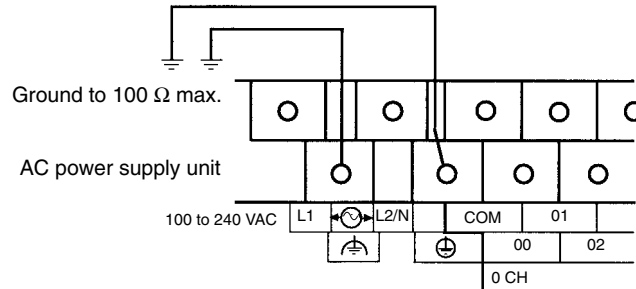 Ground to 100 Ω max.
AC power supply unit
100 to 240 VAC
L1
L2/N
COM
01
00
02
0 CH